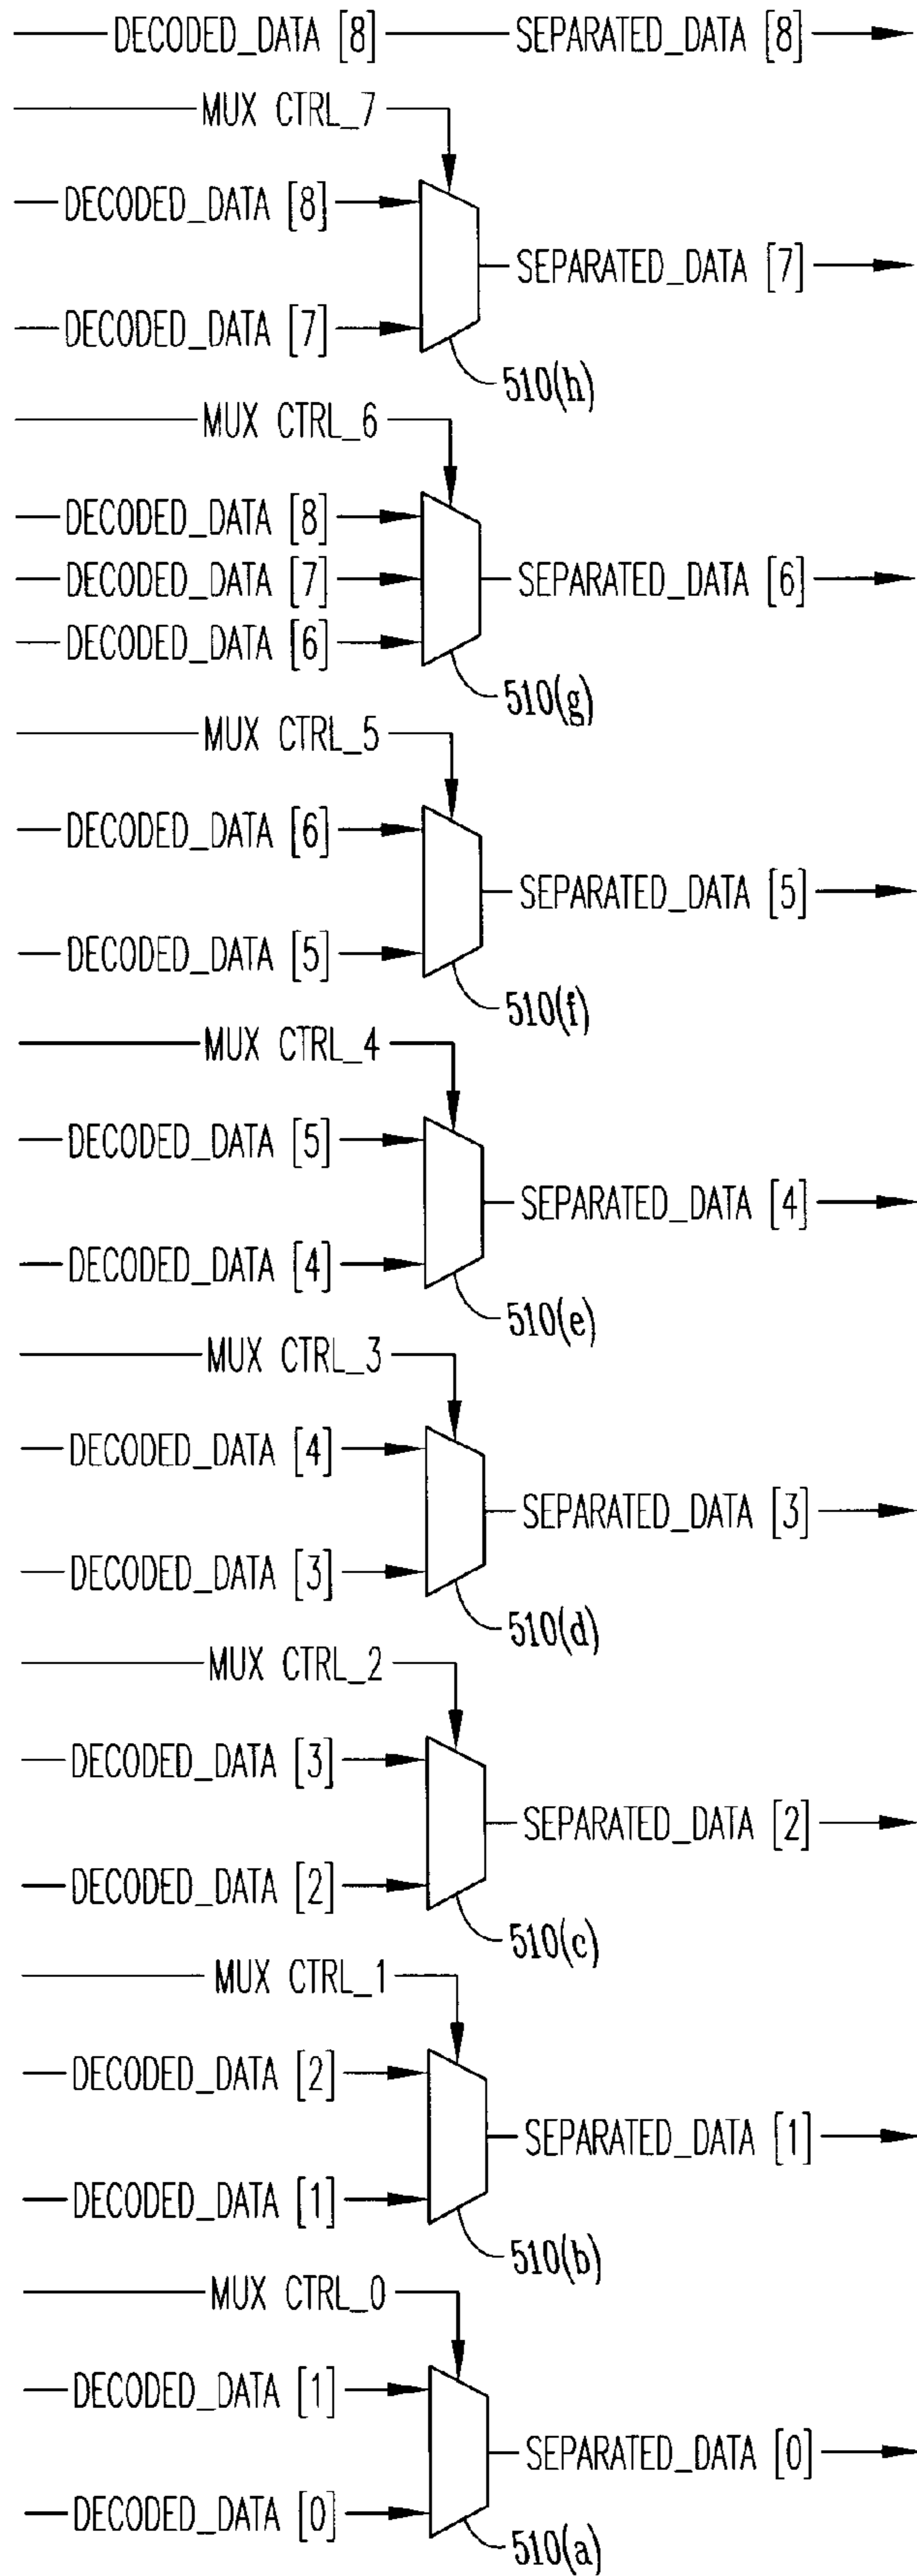 DECODED_DATA [8] SEPARATED_DATA [8]
MUX CTRL_7
DECODED_DATA [8]
SEPARATED_DATA [7]
DECODED_DATA [7]
510(h)
MUX CTRL_6
DECODED_DATA [8]
DECODED_DATA [7] SEPARATED_DATA [6]
DECODED_DATA [6]
510(g)
MUX CTRL_5
DECODED_DATA [6]
SEPARATED_DATA [5]
DECODED_DATA [5]
510(f)
MUX CTRL_4
DECODED_DATA [5]
SEPARATED_DATA [4]
DECODED_DATA [4]
510(e)
MUX CTRL_3
DECODED_DATA [4]
SEPARATED_DATA [3]
DECODED_DATA [3]
510(d)
MUX CTRL_2
DECODED_DATA [3]
SEPARATED_DATA [2]
DECODED_DATA [2]
510(c)
MUX CTRL_1
DECODED_DATA [2]
SEPARATED_DATA [1]
DECODED_DATA [1]
510(b)
MUX CTRL_0
DECODED_DATA [1]
SEPARATED_DATA [0]
DECODED_DATA [0]
510(a)